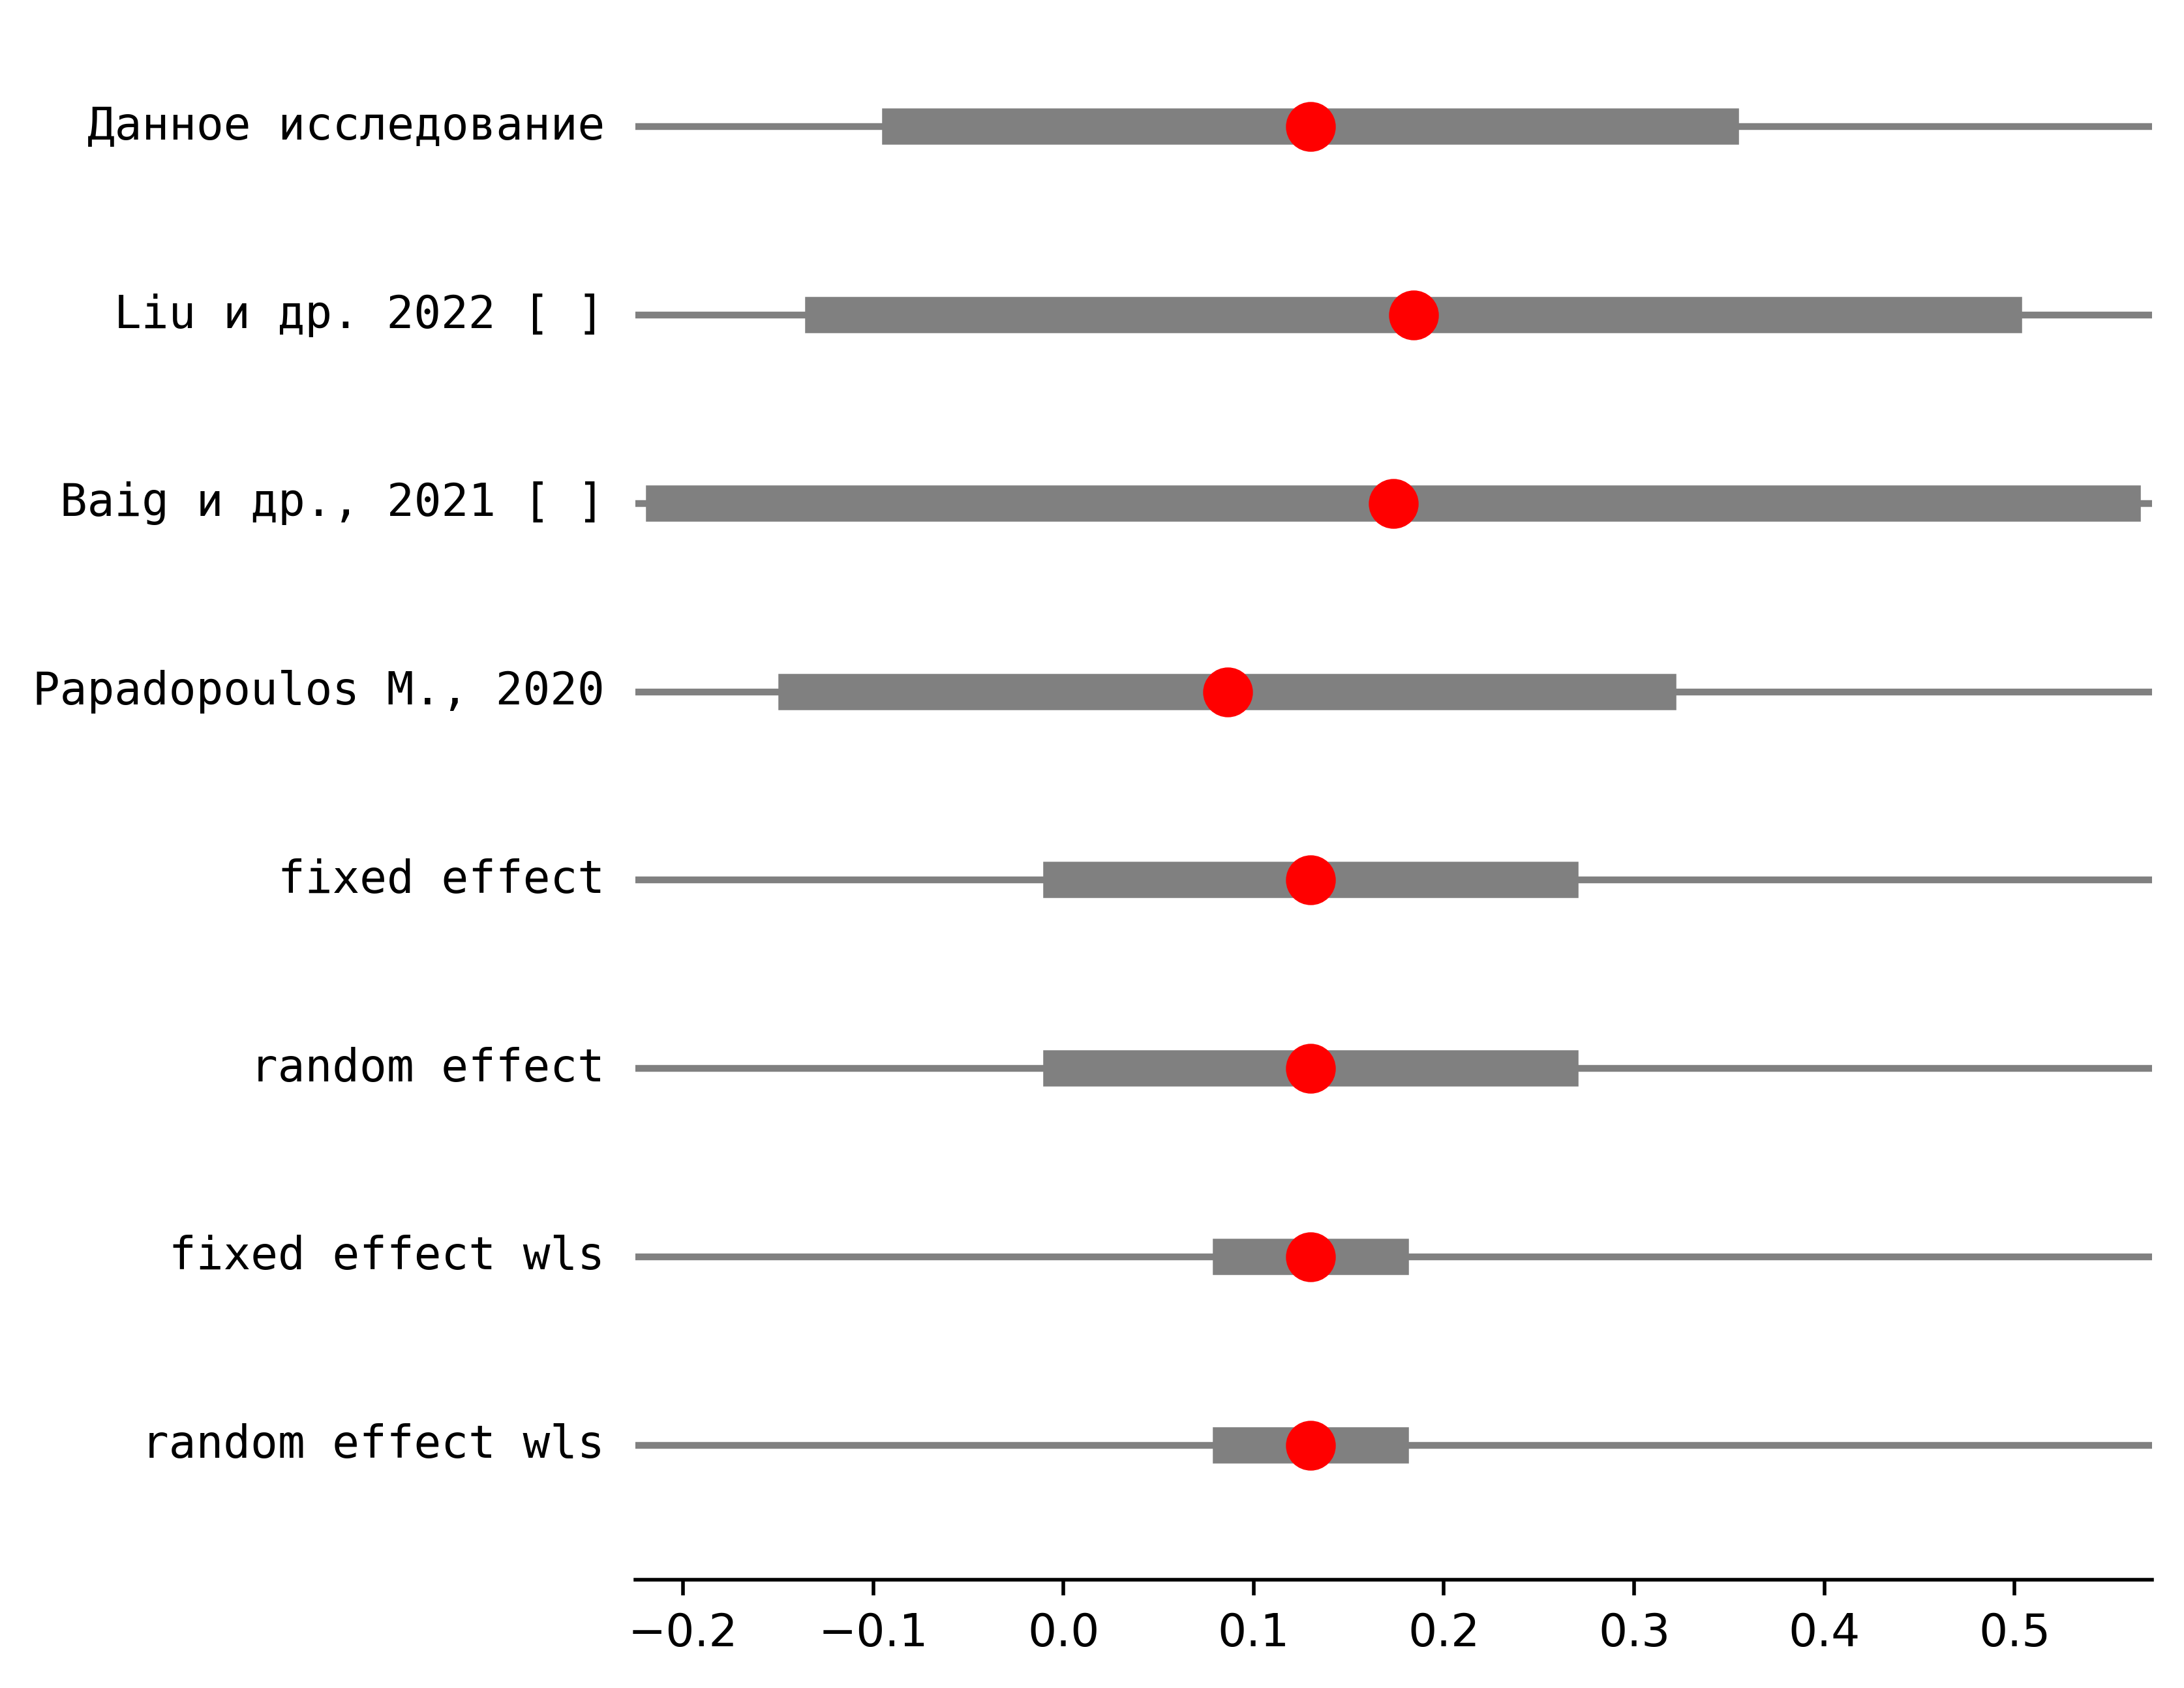 Данное исследование
Liu и др. 2022 [ ]
Baig и др., 2021 [ ]
Papadopoulos M., 2020
fixed effect
random effect
fixed effect wls
random effect wls
−0.2 −0.1 0.0 0.1 0.2 0.3 0.4 0.5